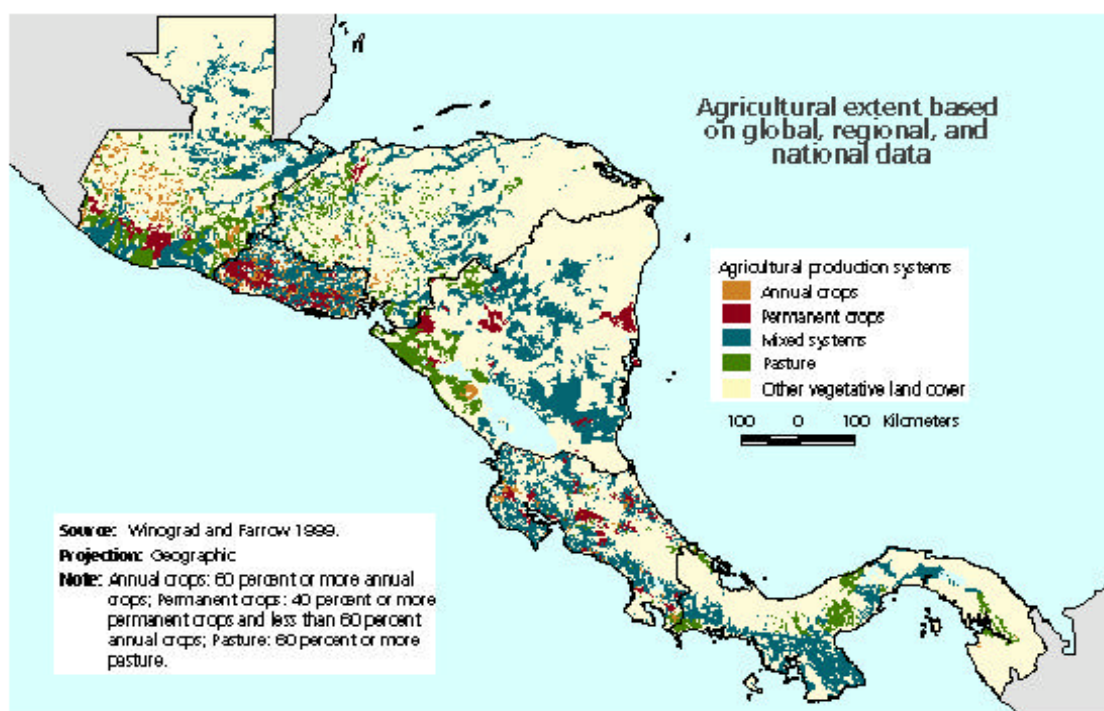 Agricultural extent based
on global, regional, and
national data
Agricultural production systems
Annual crops
Permanent crops
Mixed systems
Pasture
Other vegetative land cover
100 0 100 Kilometers
Source: Winograd and Farrow 1999.
Projection: Geographic
Note: Annual crops: 60 percent or more annual
crops; Permanent crops: 40 percent or more
permanent crops and less than 60 percent
annual crops; Pasture: 60 percent or more
pasture.